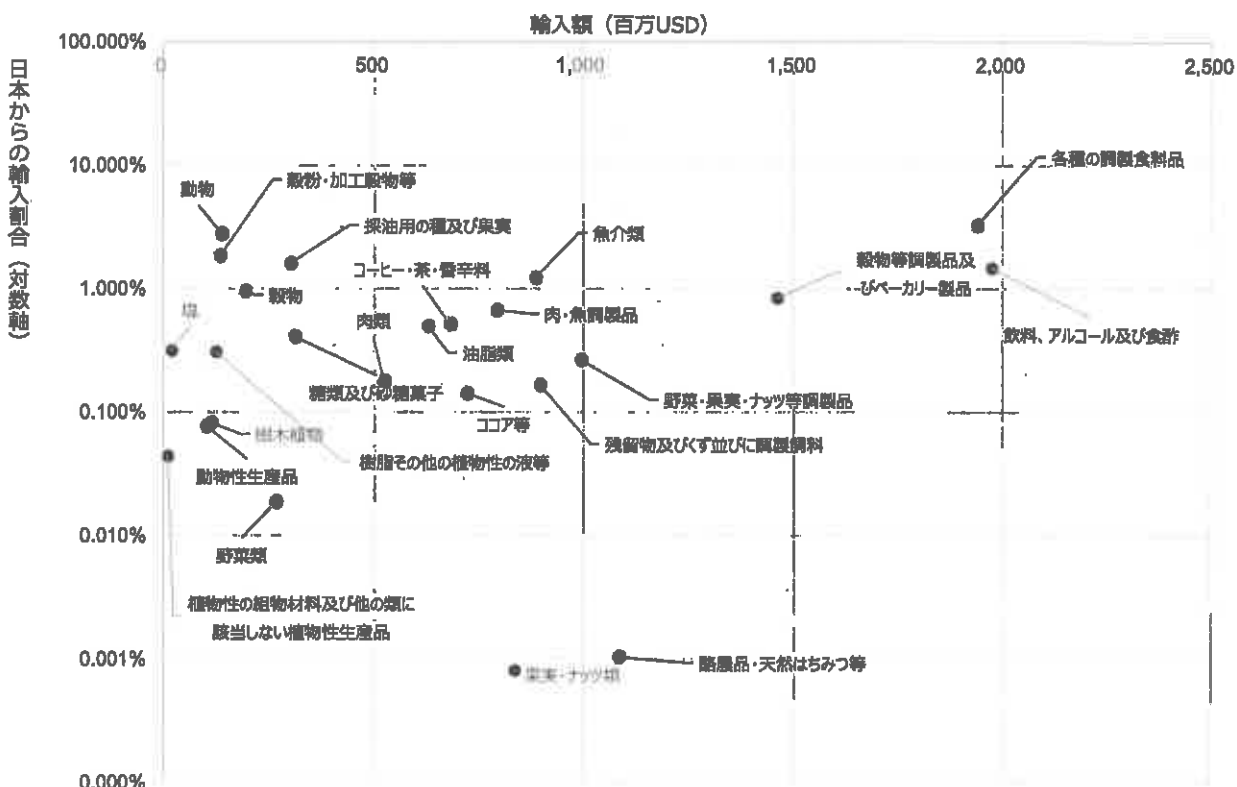 輸入額（百万USD）
日本からの輸入割合（対数軸）
100.000%
10.000%
1.000%
0.100%
0.010%
0.001%
0.000%
0
500
1,000
1,500
2,000
2,500
動物
穀粉・加工穀物等
採油用の種及び果実
コーヒー・茶・香辛料
魚介類
各種の調製食料品
穀物等調製品及
びベーカリー製品
飲料、アルコール及び食酢
塩
穀物
肉類
油脂類
肉・魚調製品
糖類及び砂糖菓子
ココア等
野菜・果実・ナッツ等調製品
残留物及びくず並びに調製飼料
樹木植物
樹脂その他の植物性の液等
動物性生産品
野菜類
植物性の組物材料及び他の類に
該当しない植物性生産品
果実・ナッツ類
酪農品・天然はちみつ等